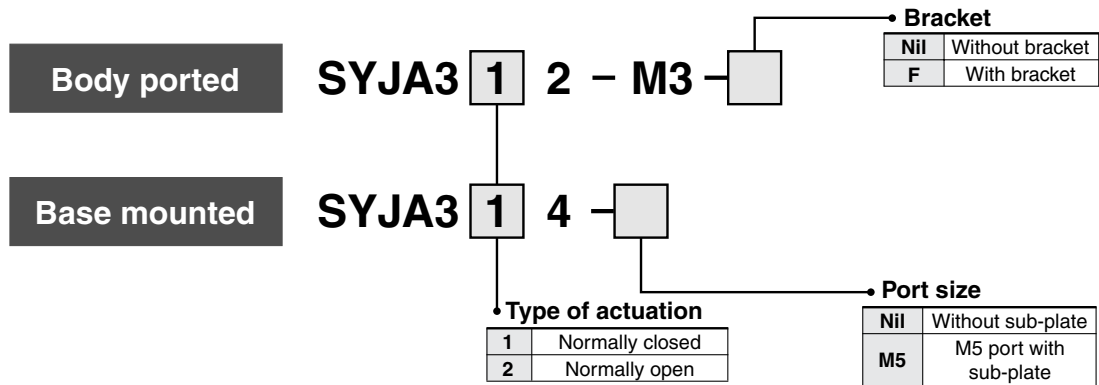 Bracket
Nil Without bracket
F With bracket
Body ported SYJA3 1 2 – M3 –
Base mounted SYJA3 1 4 –
Type of actuation
1 Normally closed
2 Normally open
Port size
Nil Without sub-plate
M5 M5 port with
sub-plate